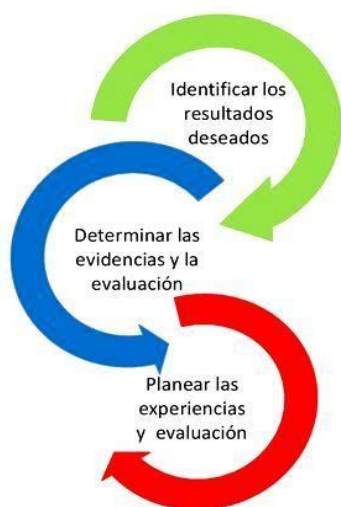 Identificar los
resultados
deseados
Determinar las
evidencias y la
evaluación
Planear las
experiencias
y evaluación